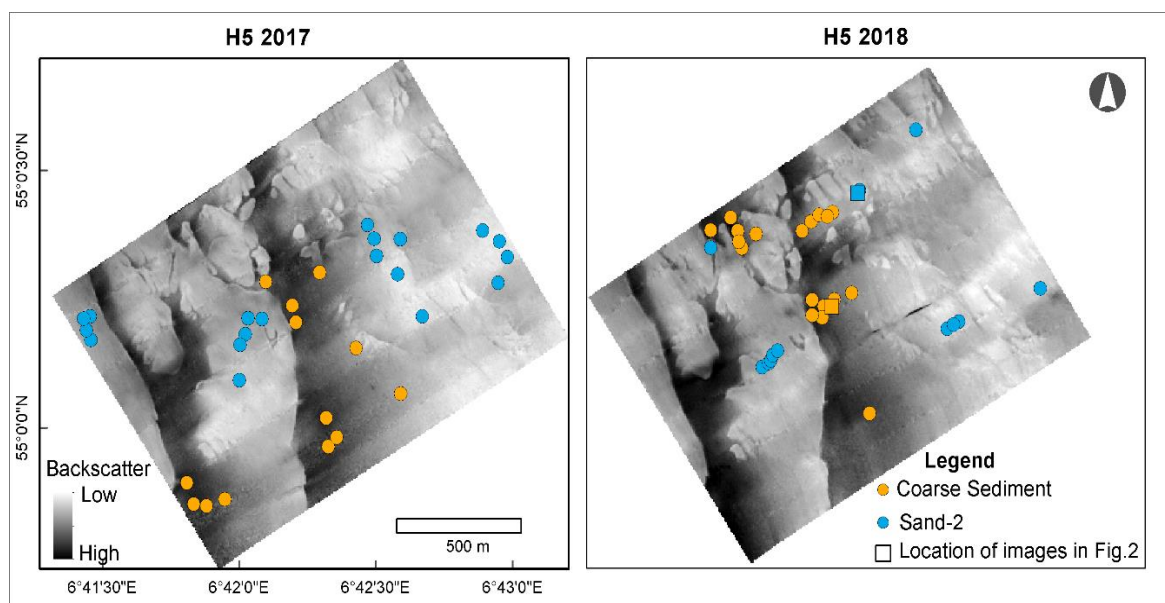 H5 2017
H5 2018
55°0'30"N
55°0'0"N
Backscatter
Low
High
500 m
6°41'30"E
6°42'0"E
6°42'30"E
6°43'0"E
Legend
Coarse Sediment
Sand-2
Location of images in Fig.2